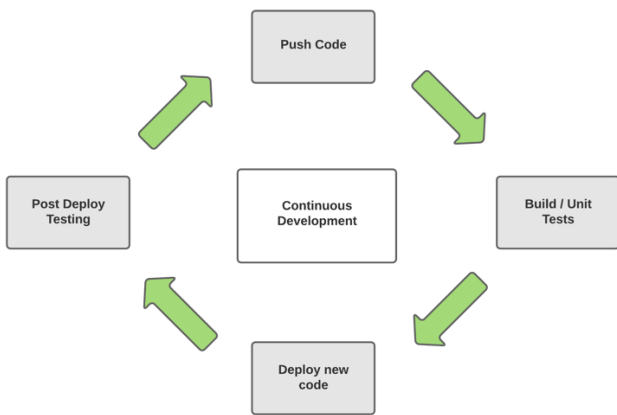 Push Code
Post Deploy
Testing
Continuous
Development
Build / Unit
Tests
Deploy new
code